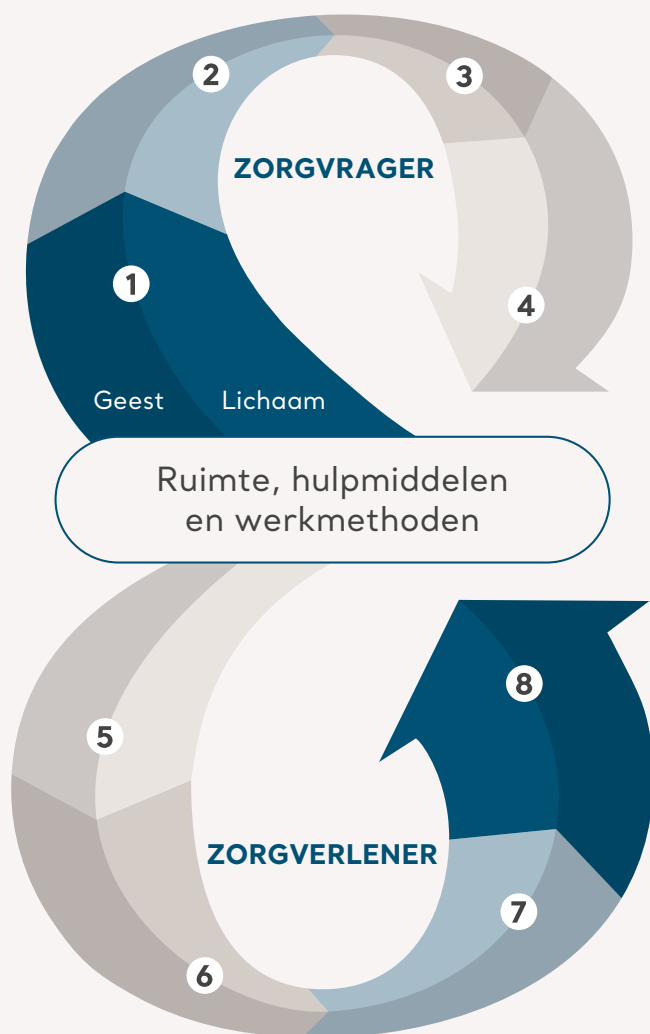 2
3
ZORGVRAGER
1
4
Geest Lichaam
Ruimte, hulpmiddelen
en werkmethoden
8
5
ZORGVERLENER
7
6